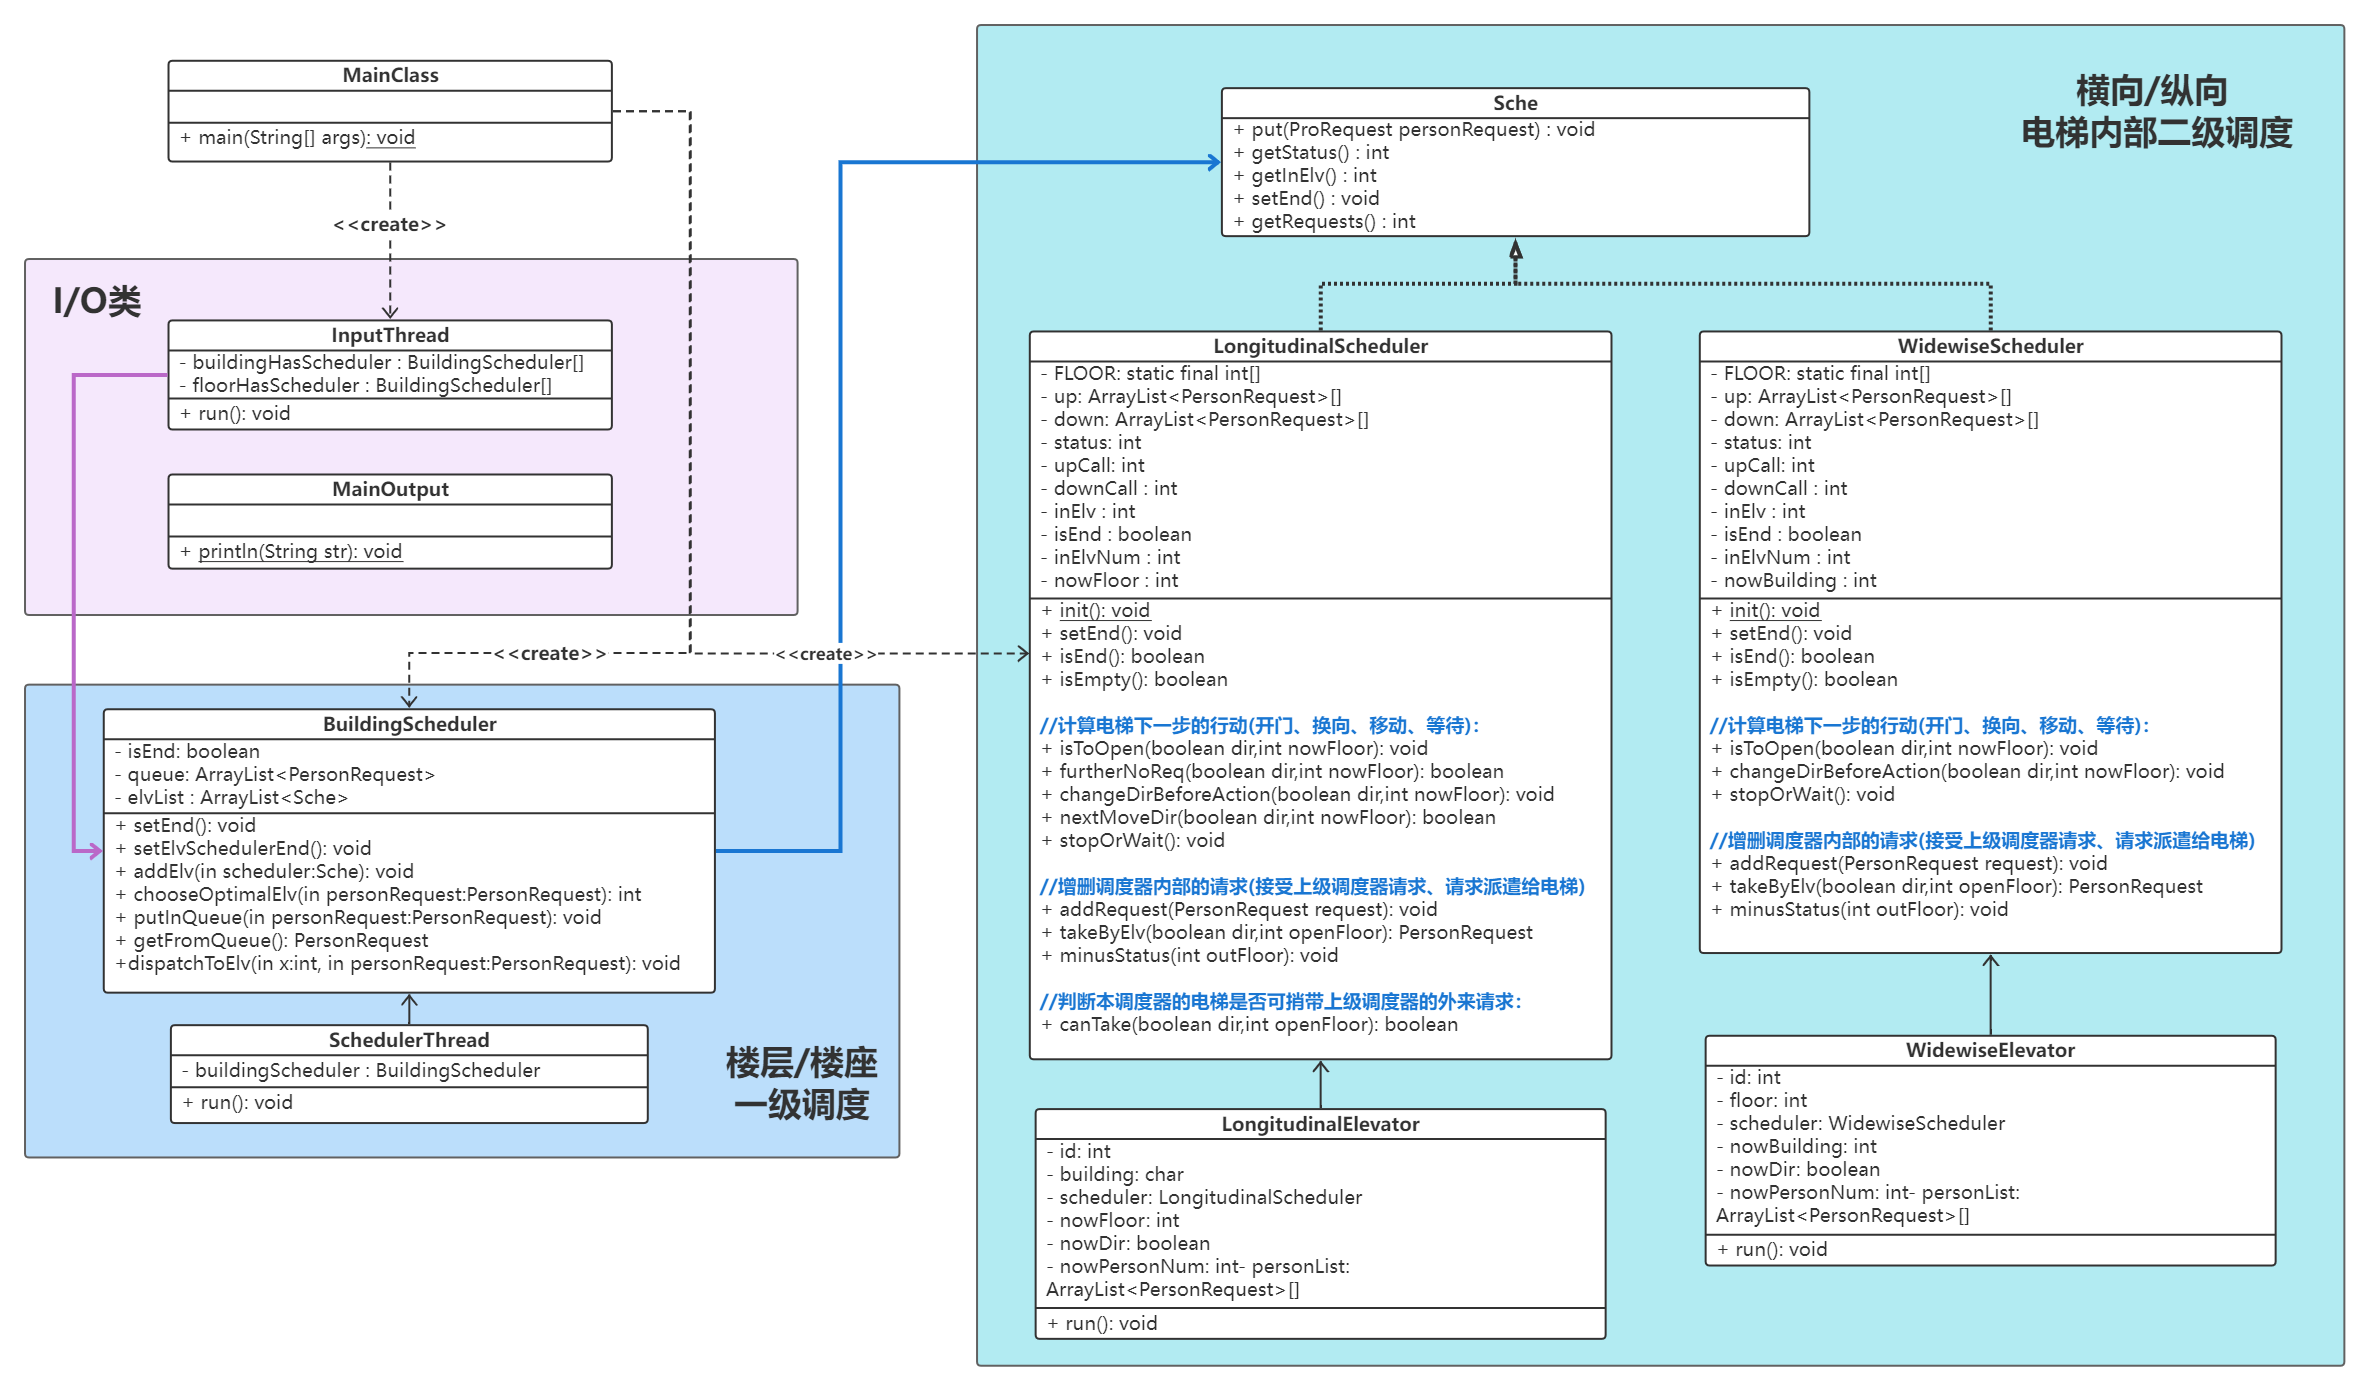 MainClass
+ main(String[] args): void
<<create>>
I/O类
InputThread
- buildingHasScheduler : BuildingScheduler[]
- floorHasScheduler : BuildingScheduler[]
+ run(): void
MainOutput
+ println(String str): void
<<create>>
<<create>>
BuildingScheduler
- isEnd: boolean
- queue: ArrayList<PersonRequest>
- elvList : ArrayList<Sche>
+ setEnd(): void
+ setElvSchedulerEnd(): void
+ addElv(in scheduler:Sche): void
+ chooseOptimalElv(in personRequest:PersonRequest): int
+ putInQueue(in personRequest:PersonRequest): void
+ getFromQueue(): PersonRequest
+dispatchToElv(in x:int, in personRequest:PersonRequest): void
SchedulerThread
- buildingScheduler : BuildingScheduler
+ run(): void
楼层/楼座
一级调度
横向/纵向
电梯内部二级调度
Sche
+ put(ProRequest personRequest) : void
+ getStatus() : int
+ getInElv() : int
+ setEnd() : void
+ getRequests() : int
LongitudinalScheduler
- FLOOR: static final int[]
- up: ArrayList<PersonRequest>[]
- down: ArrayList<PersonRequest>[]
- status: int
- upCall: int
- downCall : int
- inElv : int
- isEnd : boolean
- inElvNum : int
- nowFloor : int
+ init(): void
+ setEnd(): void
+ isEnd(): boolean
+ isEmpty(): boolean
//计算电梯下一步的行动(开门、换向、移动、等待)：
+ isToOpen(boolean dir,int nowFloor): void
+ furtherNoReq(boolean dir,int nowFloor): boolean
+ changeDirBeforeAction(boolean dir,int nowFloor): void
+ nextMoveDir(boolean dir,int nowFloor): boolean
+ stopOrWait(): void
//增删调度器内部的请求(接受上级调度器请求、请求派遣给电梯)
+ addRequest(PersonRequest request): void
+ takeByElv(boolean dir,int openFloor): PersonRequest
+ minusStatus(int outFloor): void
//判断本调度器的电梯是否可捎带上级调度器的外来请求：
+ canTake(boolean dir,int openFloor): boolean
LongitudinalElevator
- id: int
- building: char
- scheduler: LongitudinalScheduler
- nowFloor: int
- nowDir: boolean
- nowPersonNum: int- personList:
ArrayList<PersonRequest>[]
+ run(): void
WidewiseScheduler
- FLOOR: static final int[]
- up: ArrayList<PersonRequest>[]
- down: ArrayList<PersonRequest>[]
- status: int
- upCall: int
- downCall : int
- inElv : int
- isEnd : boolean
- inElvNum : int
- nowBuilding : int
+ init(): void
+ setEnd(): void
+ isEnd(): boolean
+ isEmpty(): boolean
//计算电梯下一步的行动(开门、换向、移动、等待)：
+ isToOpen(boolean dir,int nowFloor): void
+ changeDirBeforeAction(boolean dir,int nowFloor): void
+ stopOrWait(): void
//增删调度器内部的请求(接受上级调度器请求、请求派遣给电梯)
+ addRequest(PersonRequest request): void
+ takeByElv(boolean dir,int openFloor): PersonRequest
+ minusStatus(int outFloor): void
WidewiseElevator
- id: int
- floor: int
- scheduler: WidewiseScheduler
- nowBuilding: int
- nowDir: boolean
- nowPersonNum: int- personList:
ArrayList<PersonRequest>[]
+ run(): void